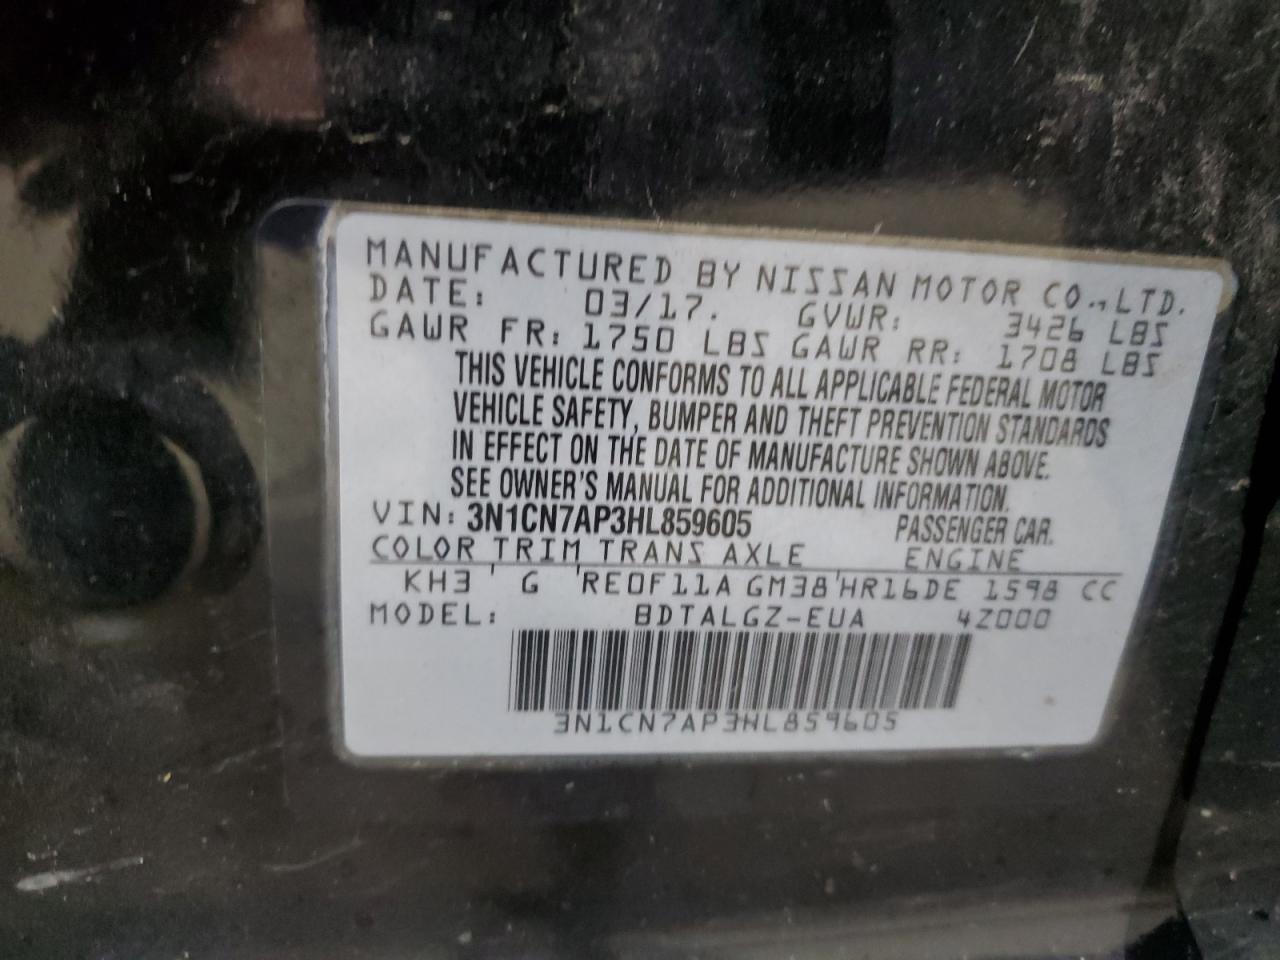 MANUFACTURED BY NISSAN MOTOR CO., LTD.
DATE: 03/17. GVWR: 3426 LBS
GAWR FR: 1750 LBS GAWR RR: 1708 LBS
THIS VEHICLE CONFORMS TO ALL APPLICABLE FEDERAL MOTOR
VEHICLE SAFETY, BUMPER AND THEFT PREVENTION STANDARDS
IN EFFECT ON THE DATE OF MANUFACTURE SHOWN ABOVE.
SEE OWNER'S MANUAL FOR ADDITIONAL INFORMATION.
VIN: 3N1CN7AP3HL859605 PASSENGER CAR.
COLOR TRIM TRANS AXLE ENGINE
KH3 ' G 'RE0F11A GM38'HR16DE 1598 CC
MODEL: BDTALGZ-EUA 4Z000
3N1CN7AP3HL859605